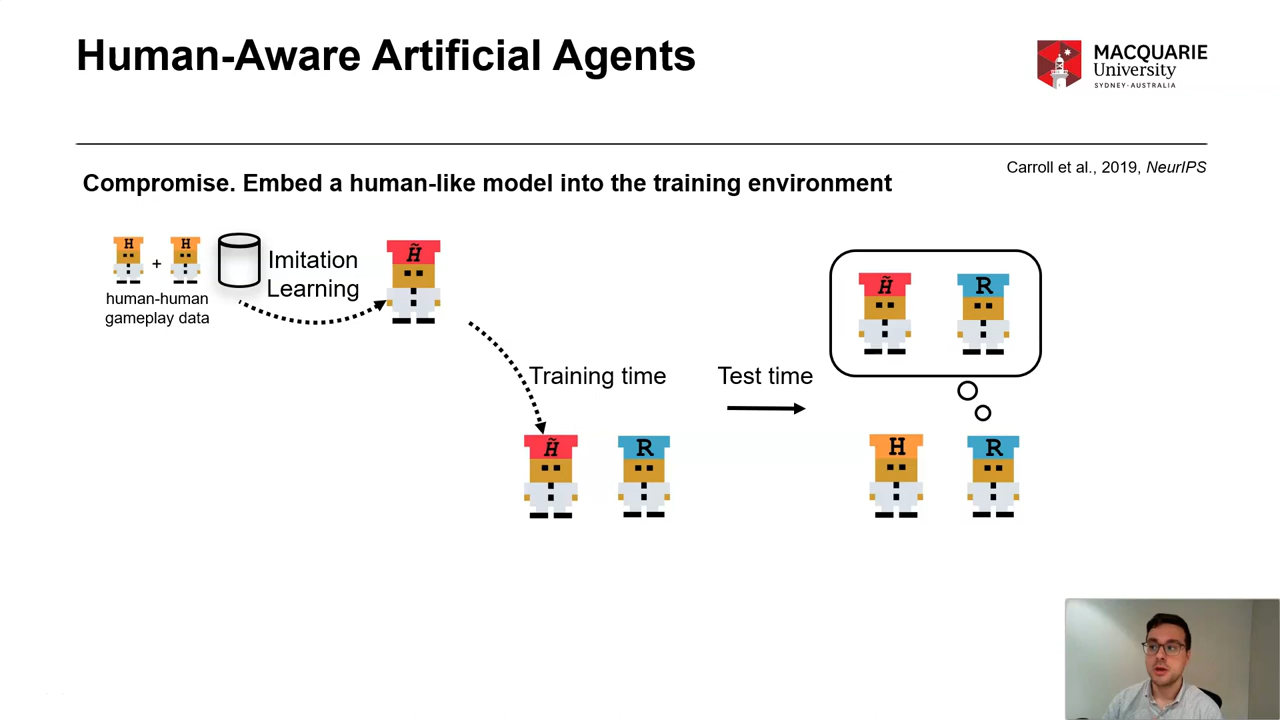 Human-Aware Artificial Agents
MACQUARIE
University
SYDNEY·AUSTRALIA
Carroll et al., 2019, NeurIPS
Compromise. Embed a human-like model into the training environment
H + H
human-human
gameplay data
Imitation
Learning
H̃
H̃ R
Training time
Test time
H̃ R
H R